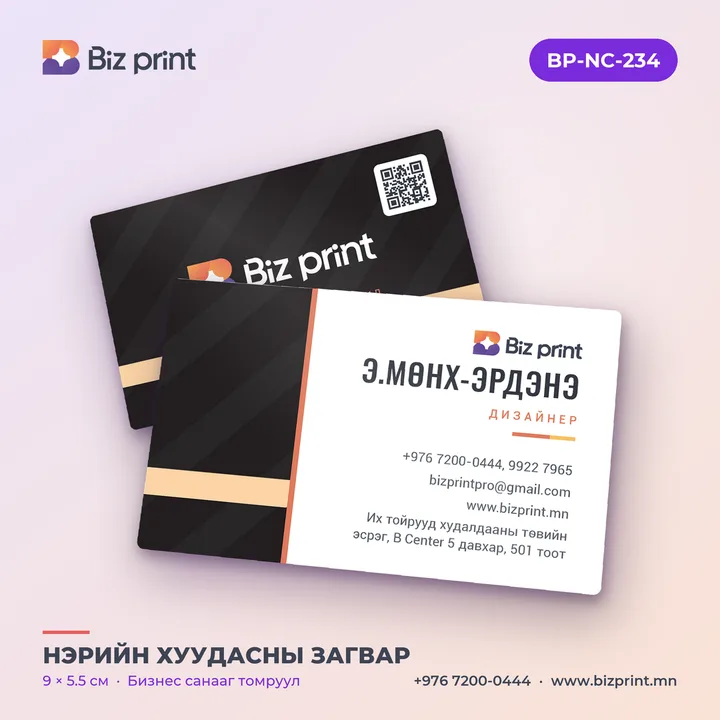 Biz print
BP-NC-234
Biz print
Biz print
Э.МӨНХ-ЭРДЭНЭ
ДИЗАЙНЕР
+976 7200-0444, 9922 7965
bizprintpro@gmail.com
www.bizprint.mn
Их тойрууд худалдааны төвийн
эсрэг, B Center 5 давхар, 501 тоот
НЭРИЙН ХУУДАСНЫ ЗАГВАР
9 × 5.5 см · Бизнес санааг томруул
+976 7200-0444 · www.bizprint.mn